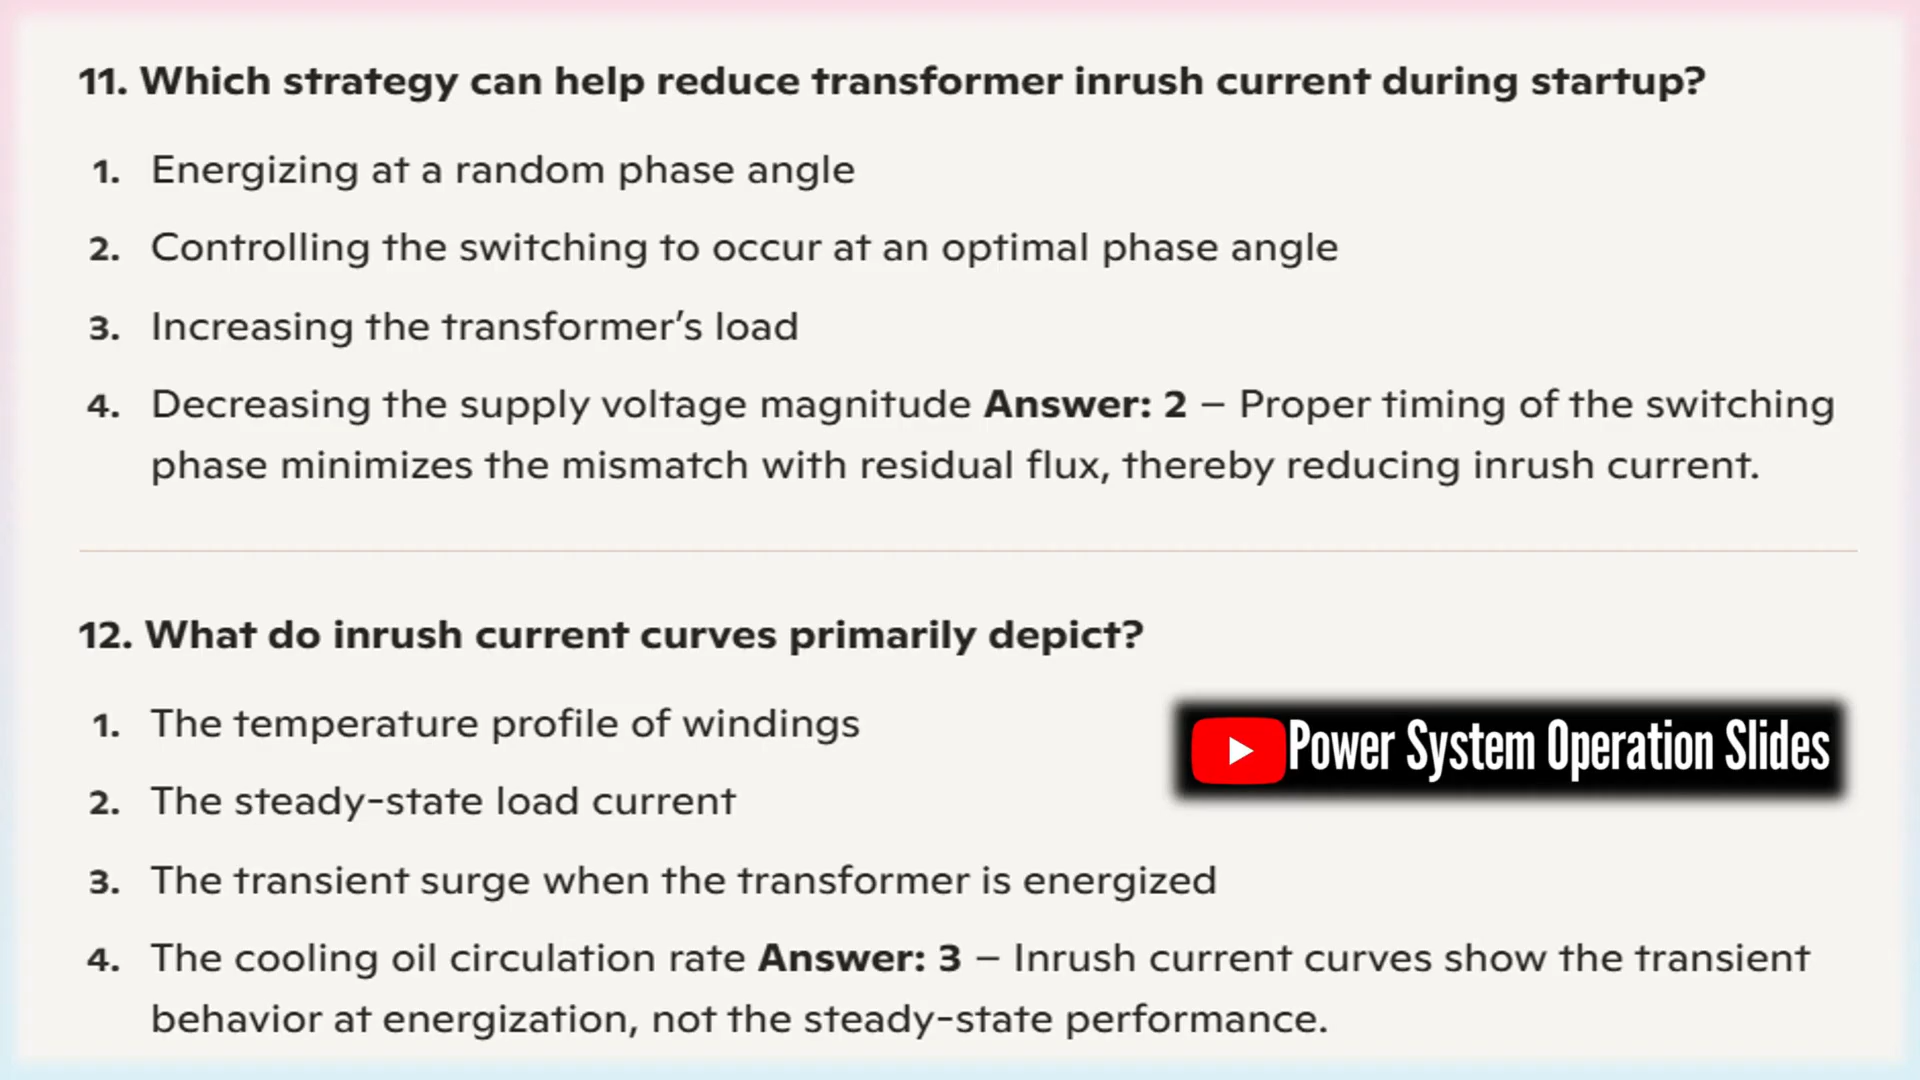 11. Which strategy can help reduce transformer inrush current during startup?
1. Energizing at a random phase angle
2. Controlling the switching to occur at an optimal phase angle
3. Increasing the transformer’s load
4. Decreasing the supply voltage magnitude Answer: 2 – Proper timing of the switching
phase minimizes the mismatch with residual flux, thereby reducing inrush current.
12. What do inrush current curves primarily depict?
1. The temperature profile of windings
Power System Operation Slides
2. The steady-state load current
3. The transient surge when the transformer is energized
4. The cooling oil circulation rate Answer: 3 – Inrush current curves show the transient
behavior at energization, not the steady-state performance.